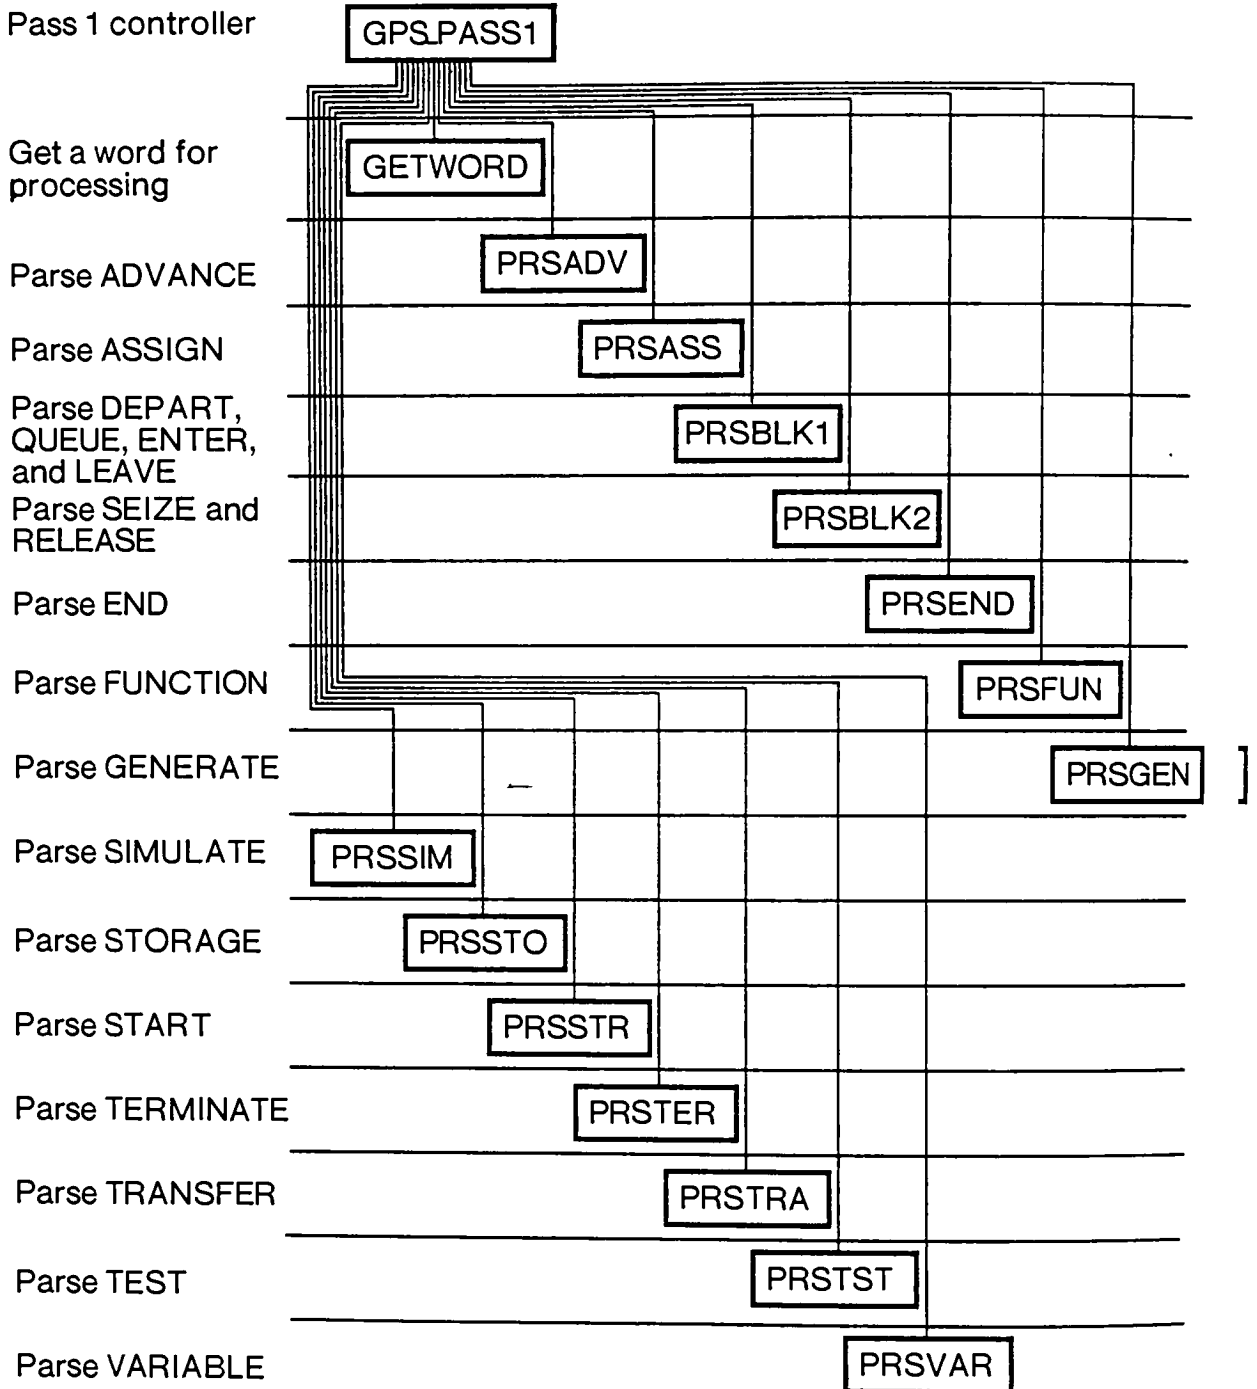 Pass 1 controller
GPS_PASS1
Get a word for
processing
GETWORD
Parse ADVANCE
PRSADV
Parse ASSIGN
PRSASS
Parse DEPART,
QUEUE, ENTER,
and LEAVE
PRSBLK1
Parse SEIZE and
RELEASE
PRSBLK2
Parse END
PRSEND
Parse FUNCTION
PRSFUN
Parse GENERATE
PRSGEN
Parse SIMULATE
PRSSIM
Parse STORAGE
PRSSTO
Parse START
PRSSTR
Parse TERMINATE
PRSTER
Parse TRANSFER
PRSTRA
Parse TEST
PRSTST
Parse VARIABLE
PRSVAR